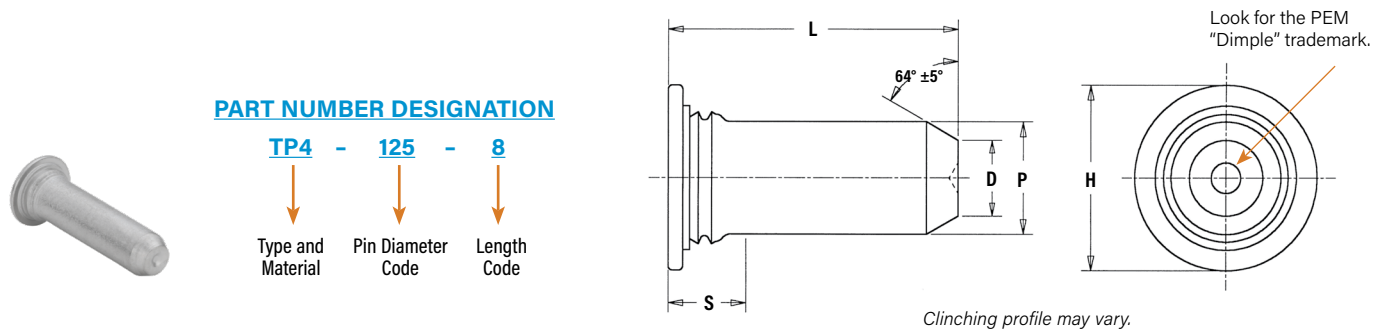 PART NUMBER DESIGNATION
TP4 - 125 - 8
Type and Material
Pin Diameter Code
Length Code
L
64° ±5°
D
P
S
H
Look for the PEM
"Dimple" trademark.
Clinching profile may vary.